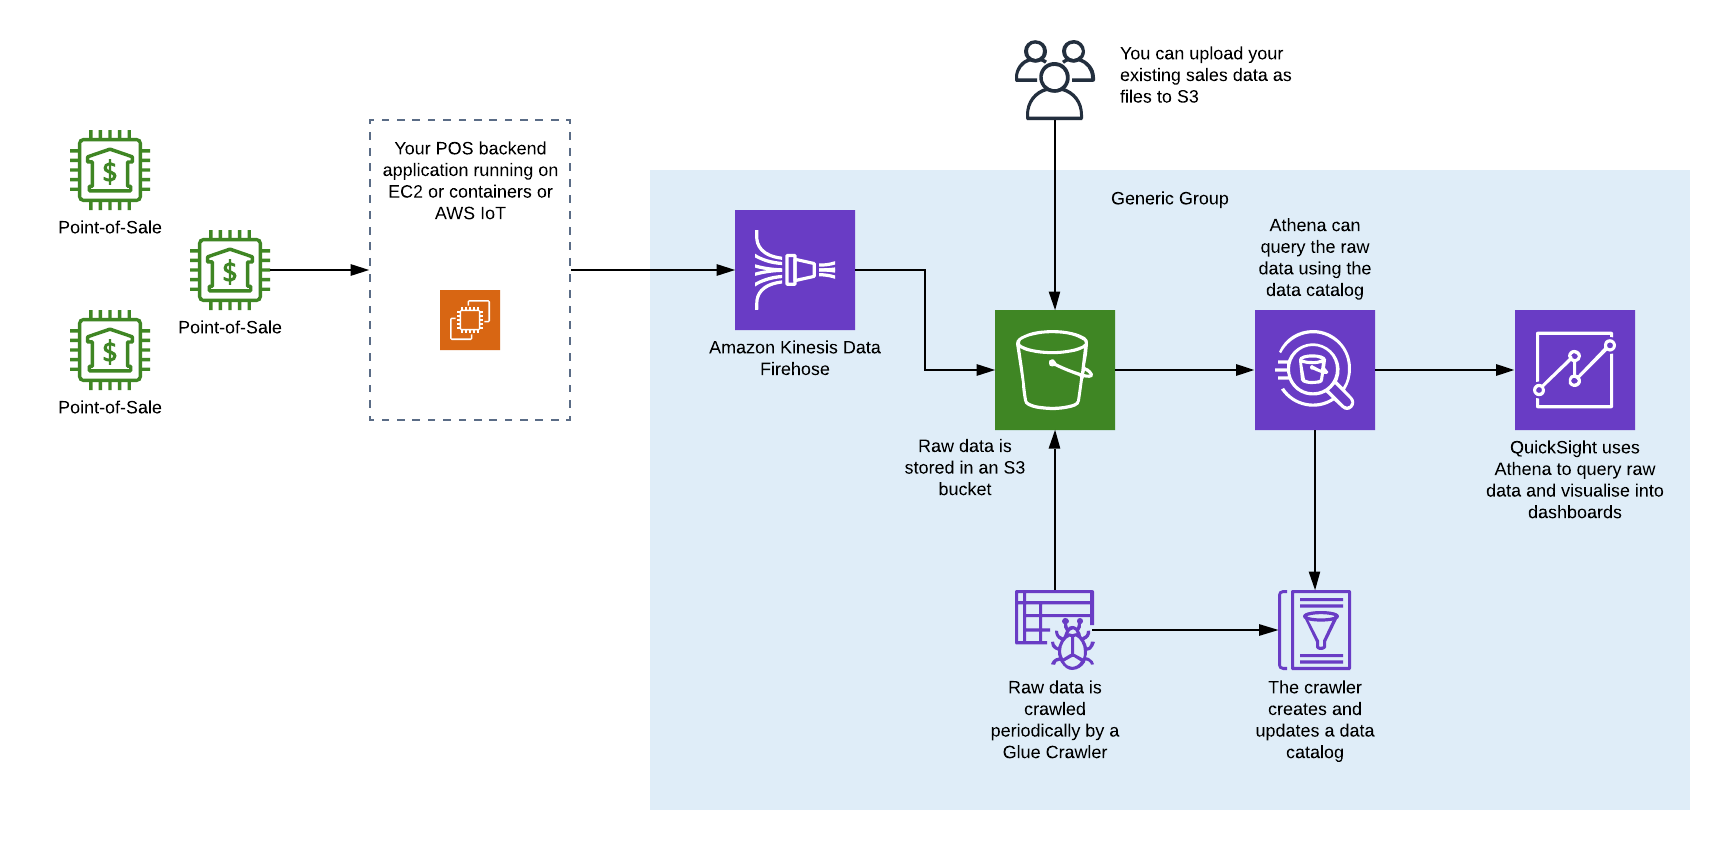 You can upload your
existing sales data as
files to S3
Your POS backend
application running on
EC2 or containers or
AWS IoT
$
Point-of-Sale
$
Point-of-Sale
$
Point-of-Sale
Generic Group
Amazon Kinesis Data
Firehose
Athena can
query the raw
data using the
data catalog
Raw data is
stored in an S3
bucket
QuickSight uses
Athena to query raw
data and visualise into
dashboards
Raw data is
crawled
periodically by a
Glue Crawler
The crawler
creates and
updates a data
catalog